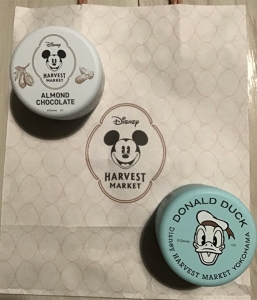 Disney
HARVEST
MARKET
ALMOND
CHOCOLATE
Disney
HARVEST
MARKET
DONALD DUCK
Disney HARVEST MARKET YOKOHAMA